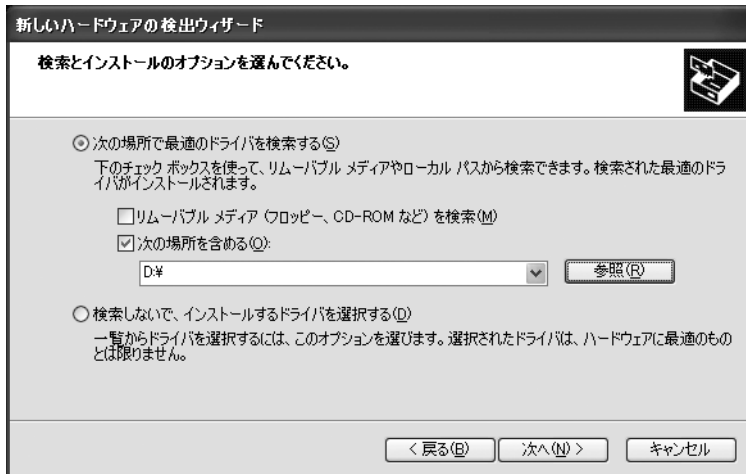 新しいハードウェアの検出ウィザード
検索とインストールのオプションを選んでください。
次の場所で最適のドライバを検索する(S)
下のチェック ボックスを使って、リムーバブル メディアやローカル パスから検索できます。検索された最適のドラ
イバがインストールされます。
リムーバブル メディア (フロッピー、CD-ROM など) を検索(M)
次の場所を含める(O):
D:¥
参照(R)
検索しないで、インストールするドライバを選択する(D)
一覧からドライバを選択するには、このオプションを選びます。選択されたドライバは、ハードウェアに最適のもの
とは限りません。
< 戻る(B) 次へ(N) > キャンセル